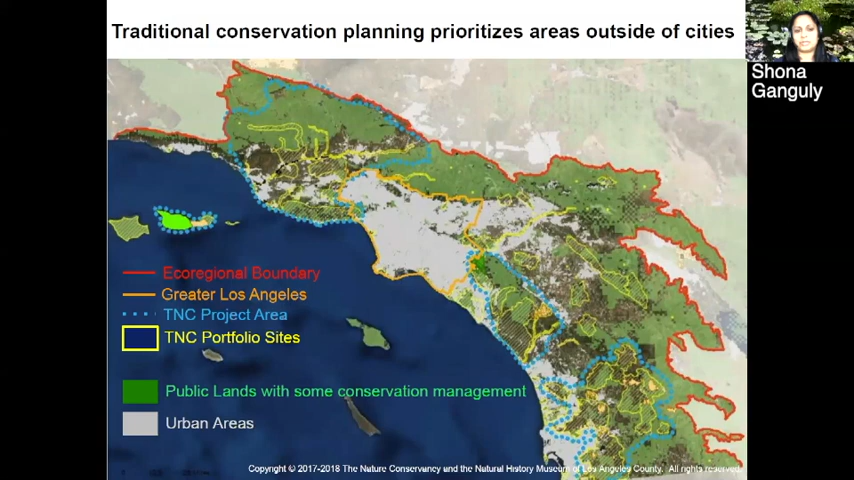 Traditional conservation planning prioritizes areas outside of cities
Shona
Ganguly
Ecoregional Boundary
Greater Los Angeles
TNC Project Area
TNC Portfolio Sites
Public Lands with some conservation management
Urban Areas
Copyright © 2017-2018 The Nature Conservancy and the Natural History Museum of Los Angeles County. All rights reserved.